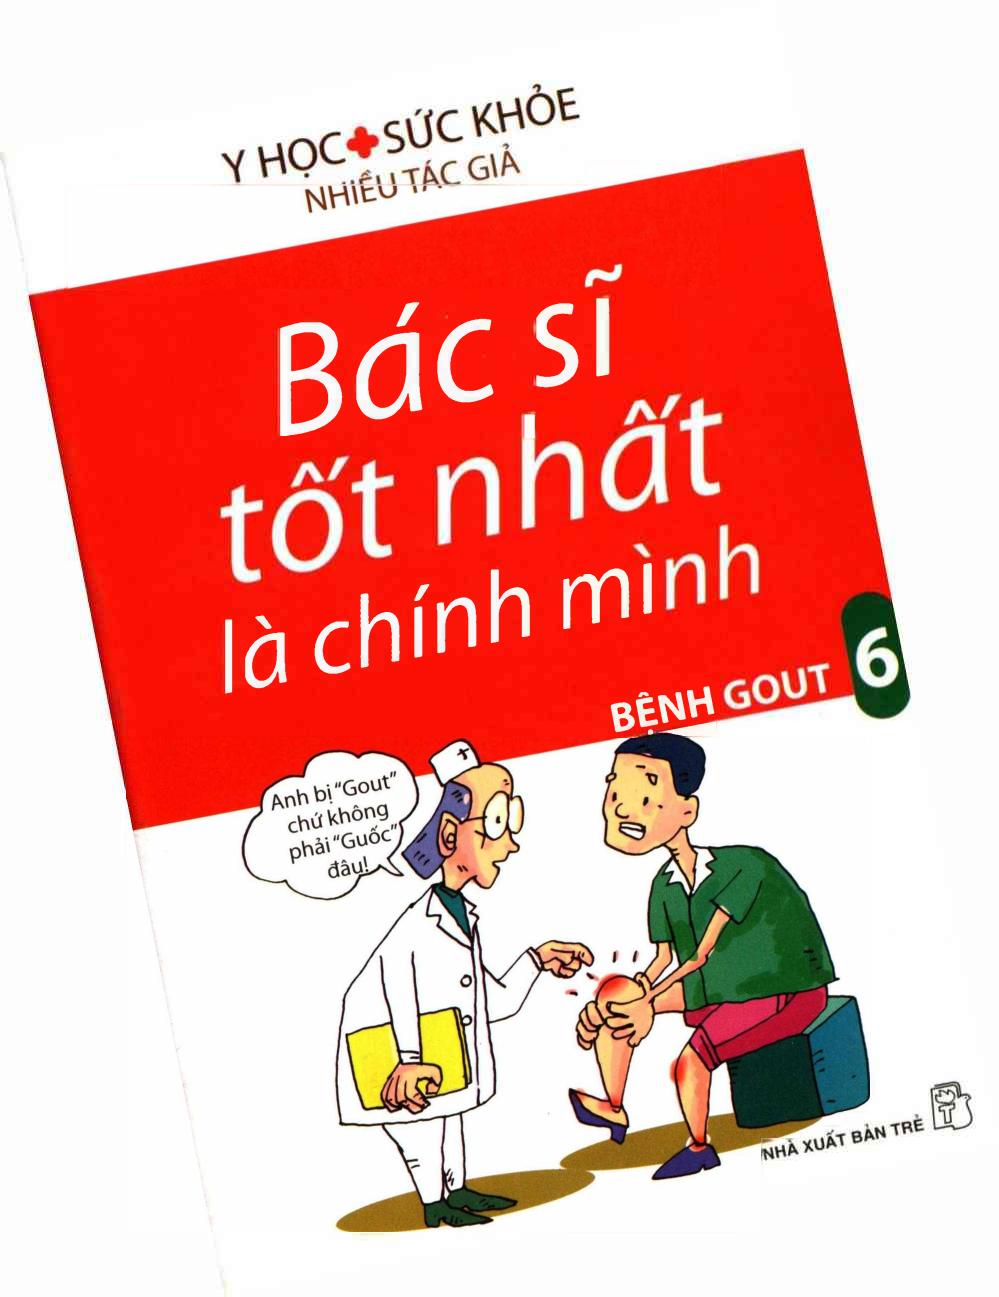 Y HỌC SỨC KHỎE
NHIỀU TÁC GIẢ
Bác sĩ
tốt nhất
là chính mình
BỆNH GOUT 6
Anh bị "Gout"
chứ không
phải "Guốc"
đâu!
NHÀ XUẤT BẢN TRẺ
T